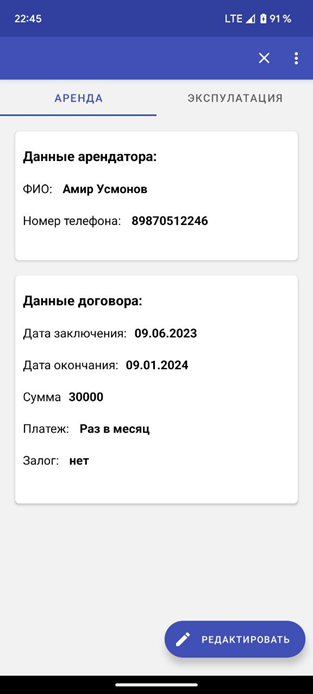 22:45 LTE 91 %
АРЕНДА ЭКСПУЛАТАЦИЯ
Данные арендатора:
ФИО: Амир Усмонов
Номер телефона: 89870512246
Данные договора:
Дата заключения: 09.06.2023
Дата окончания: 09.01.2024
Сумма 30000
Платеж: Раз в месяц
Залог: нет
РЕДАКТИРОВАТЬ